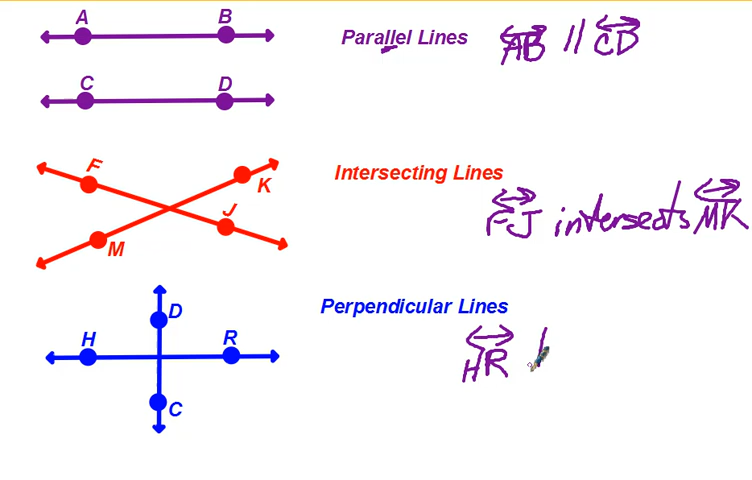 A B
Parallel Lines AB // CD
C D
F K
Intersecting Lines
FJ intersects MK
J
M
Perpendicular Lines
D
H R
HR
C